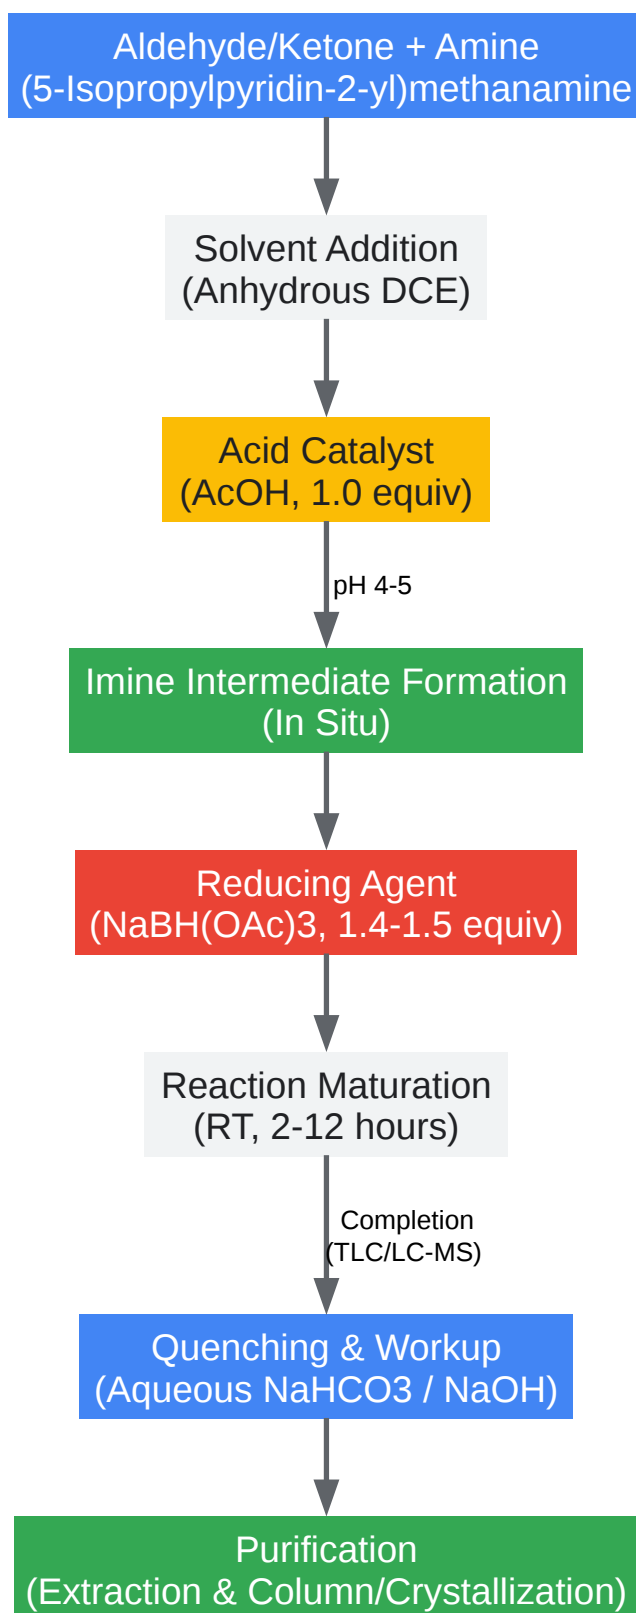 Aldehyde/Ketone + Amine
(5-Isopropylpyridin-2-yl)methanamine
Solvent Addition
(Anhydrous DCE)
Acid Catalyst
(AcOH, 1.0 equiv)
pH 4-5
Imine Intermediate Formation
(In Situ)
Reducing Agent
(NaBH(OAc)3, 1.4-1.5 equiv)
Reaction Maturation
(RT, 2-12 hours)
Completion
(TLC/LC-MS)
Quenching & Workup
(Aqueous NaHCO3 / NaOH)
Purification
(Extraction & Column/Crystallization)